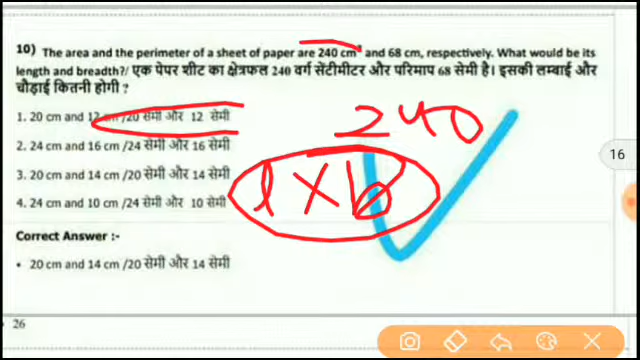 10) The area and the perimeter of a sheet of paper are 240 cm² and 68 cm, respectively. What would be its
length and breadth?/ एक पेपर शीट का क्षेत्रफल 240 वर्ग सेंटीमीटर और परिमाप 68 सेमी है। इसकी लम्बाई और
चौड़ाई कितनी होगी ?
1. 20 cm and 12 cm /20 सेमी और 12 सेमी
240
2. 24 cm and 16 cm /24 सेमी और 16 सेमी
16
3. 20 cm and 14 cm /20 सेमी और 14 सेमी
l X b
4. 24 cm and 10 cm /24 सेमी और 10 सेमी
Correct Answer :-
• 20 cm and 14 cm /20 सेमी और 14 सेमी
26